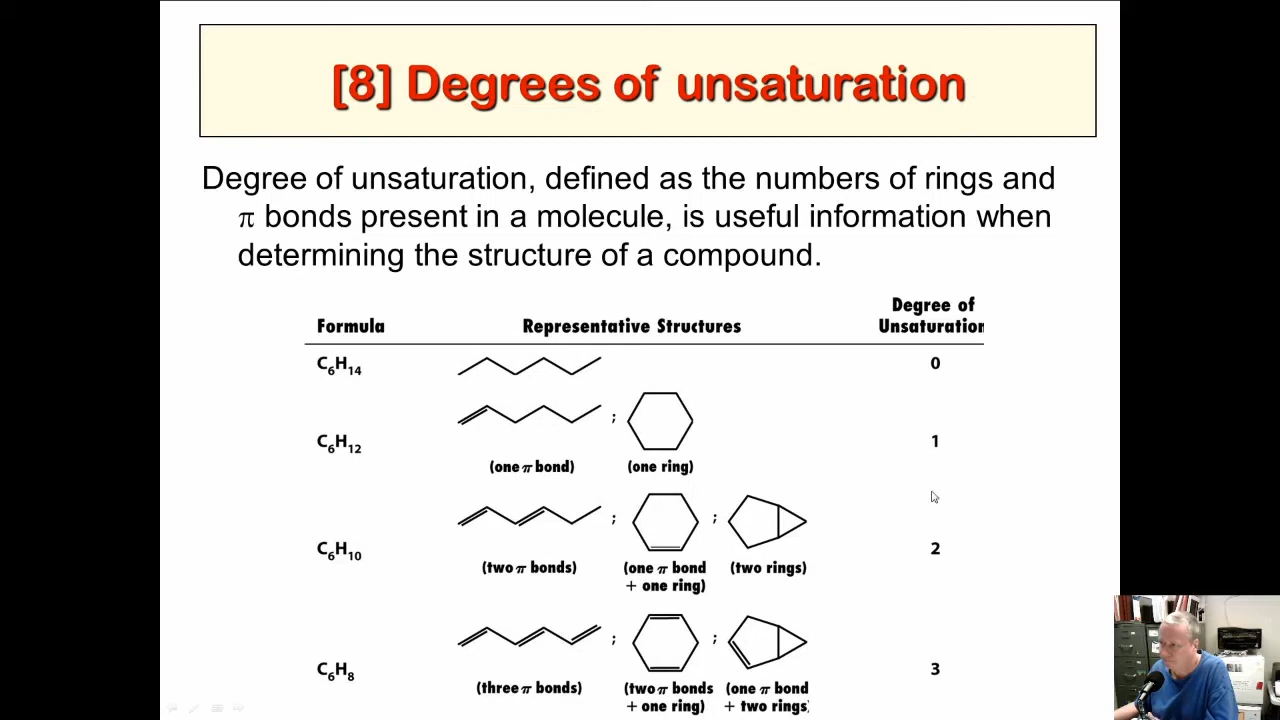 [8] Degrees of unsaturation
Degree of unsaturation, defined as the numbers of rings and
π bonds present in a molecule, is useful information when
determining the structure of a compound.
Formula Representative Structures Degree of
Unsaturation
C₆H₁₄ 0
; 
C₆H₁₂ 1
(one π bond) (one ring)
; ;
C₆H₁₀ 2
(two π bonds) (one π bond (two rings)
+ one ring)
; ;
C₆H₈ 3
(three π bonds) (two π bonds (one π bond
+ one ring) + two rings)